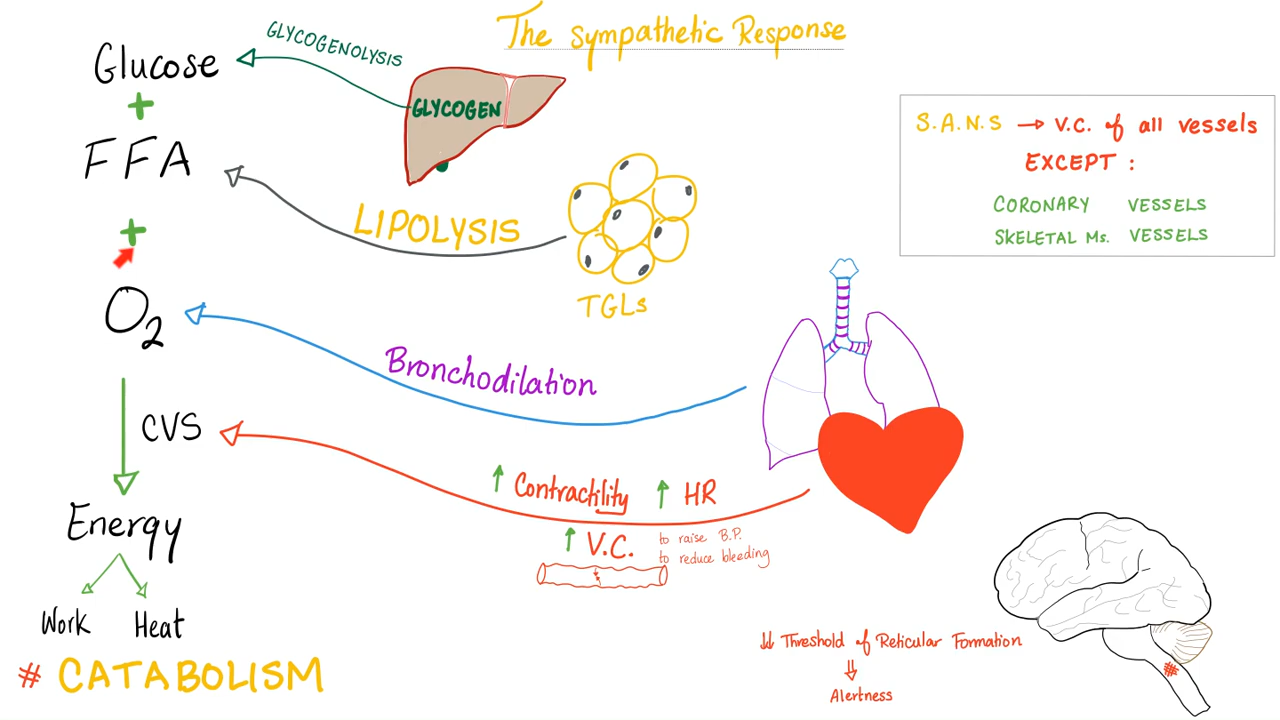 The Sympathetic Response
Glucose
GLYCOGENOLYSIS
GLYCOGEN
+
FFA
LIPOLYSIS
TGLs
+
O₂
Bronchodilation
CVS
↑ Contractility ↑ HR
↑ V.C. to raise B.P.
to reduce bleeding
Energy
Work Heat
# CATABOLISM
S.A.N.S → V.C. of all vessels
EXCEPT :
CORONARY VESSELS
SKELETAL Ms. VESSELS
↓↓ Threshold of Reticular Formation
⇓
Alertness